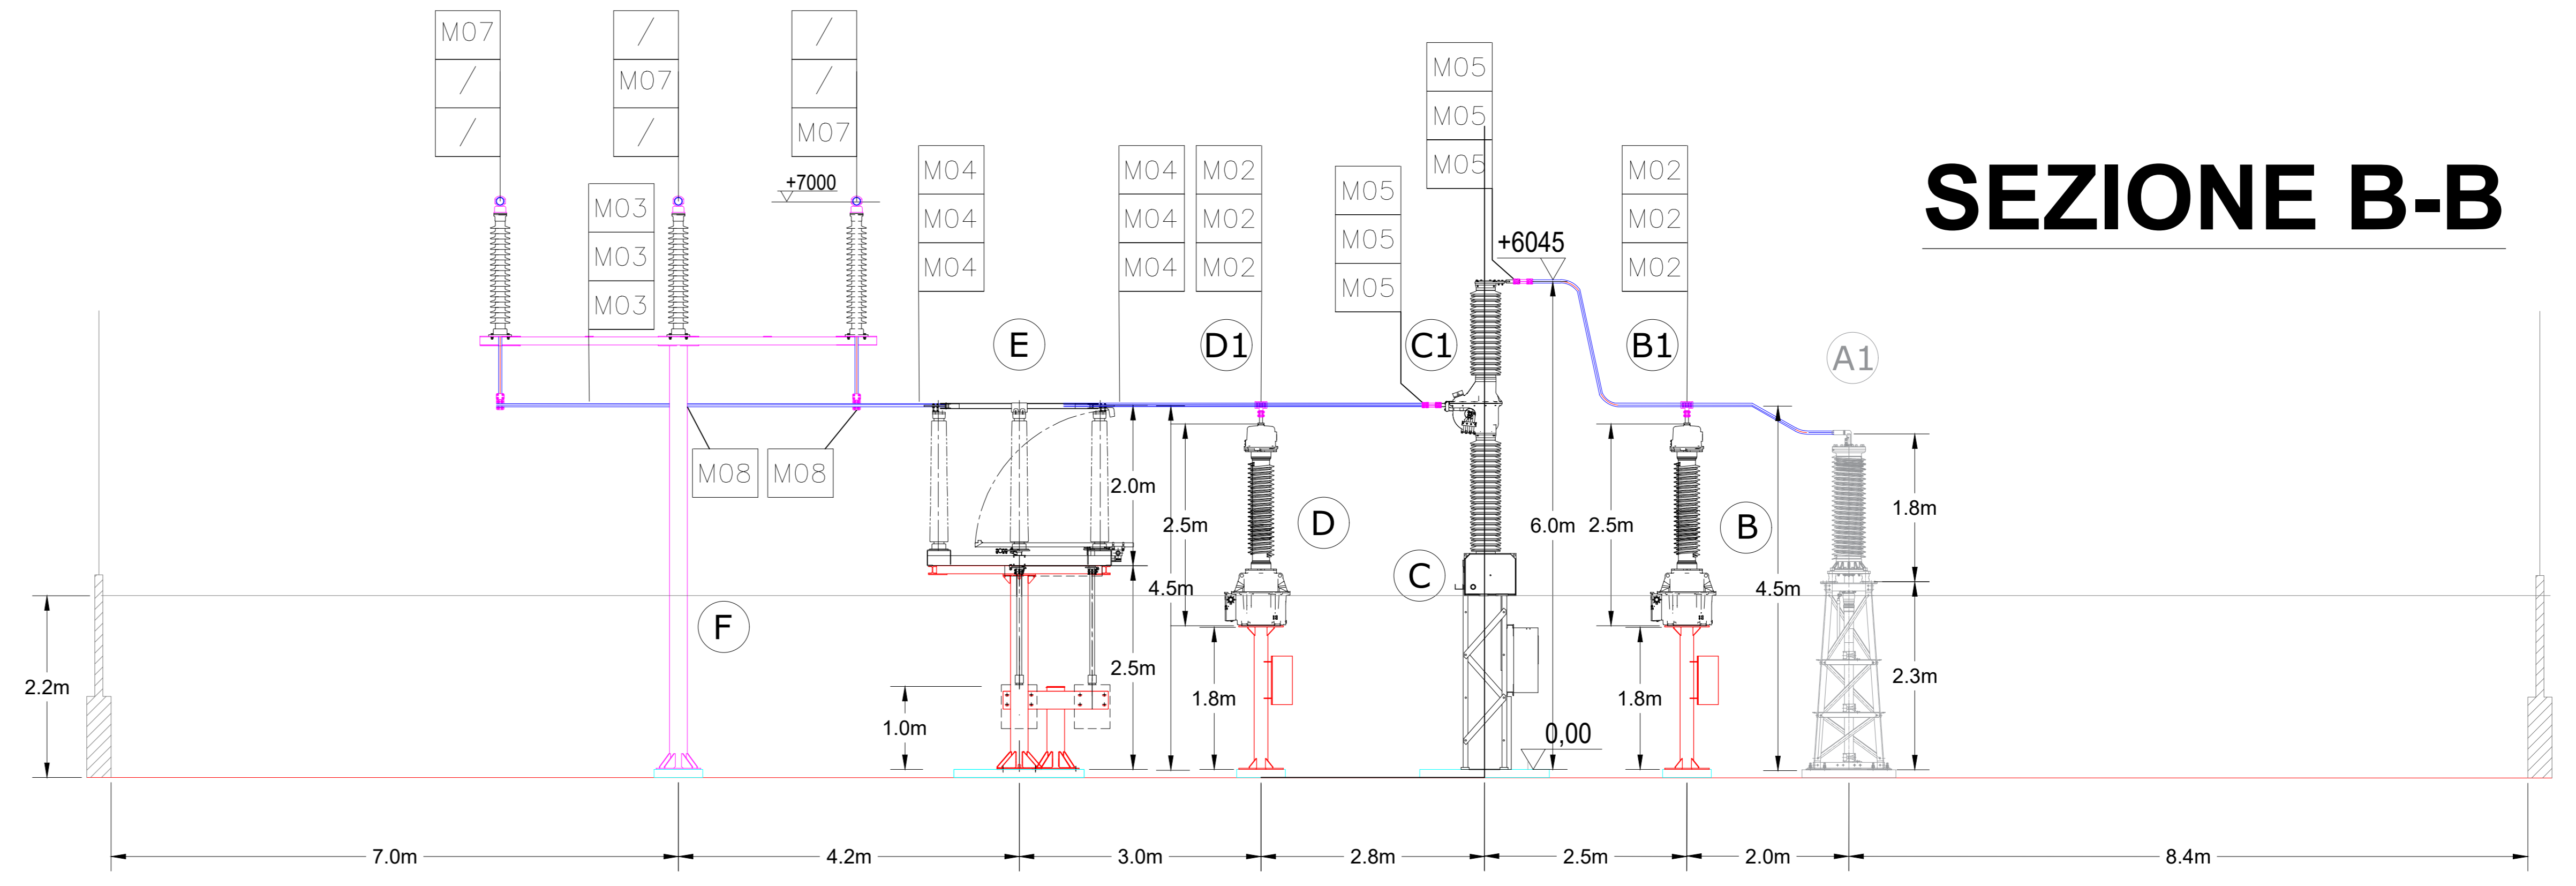 M07
/
/
/
M07
/
/
/
M07
M05
M05
M05
+7000
M03
M03
M03
M04
M04
M04
M04
M04
M04
M02
M02
M02
M05
M05
M05
M02
M02
M02
SEZIONE B-B
+6045
E
D1
C1
B1
A1
M08
M08
2.0m
2.5m
D
6.0m
2.5m
B
1.8m
C
4.5m
4.5m
F
2.2m
2.5m
1.8m
1.8m
2.3m
1.0m
0,00
7.0m
4.2m
3.0m
2.8m
2.5m
2.0m
8.4m